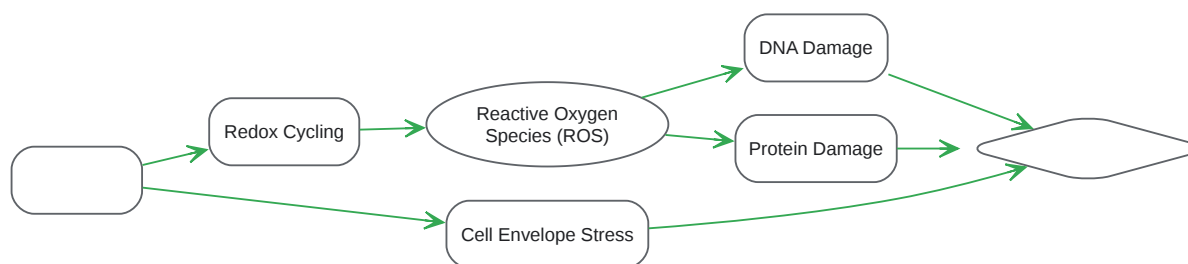 DNA Damage
Redox Cycling
Reactive Oxygen
Species (ROS)
Protein Damage
Cell Envelope Stress